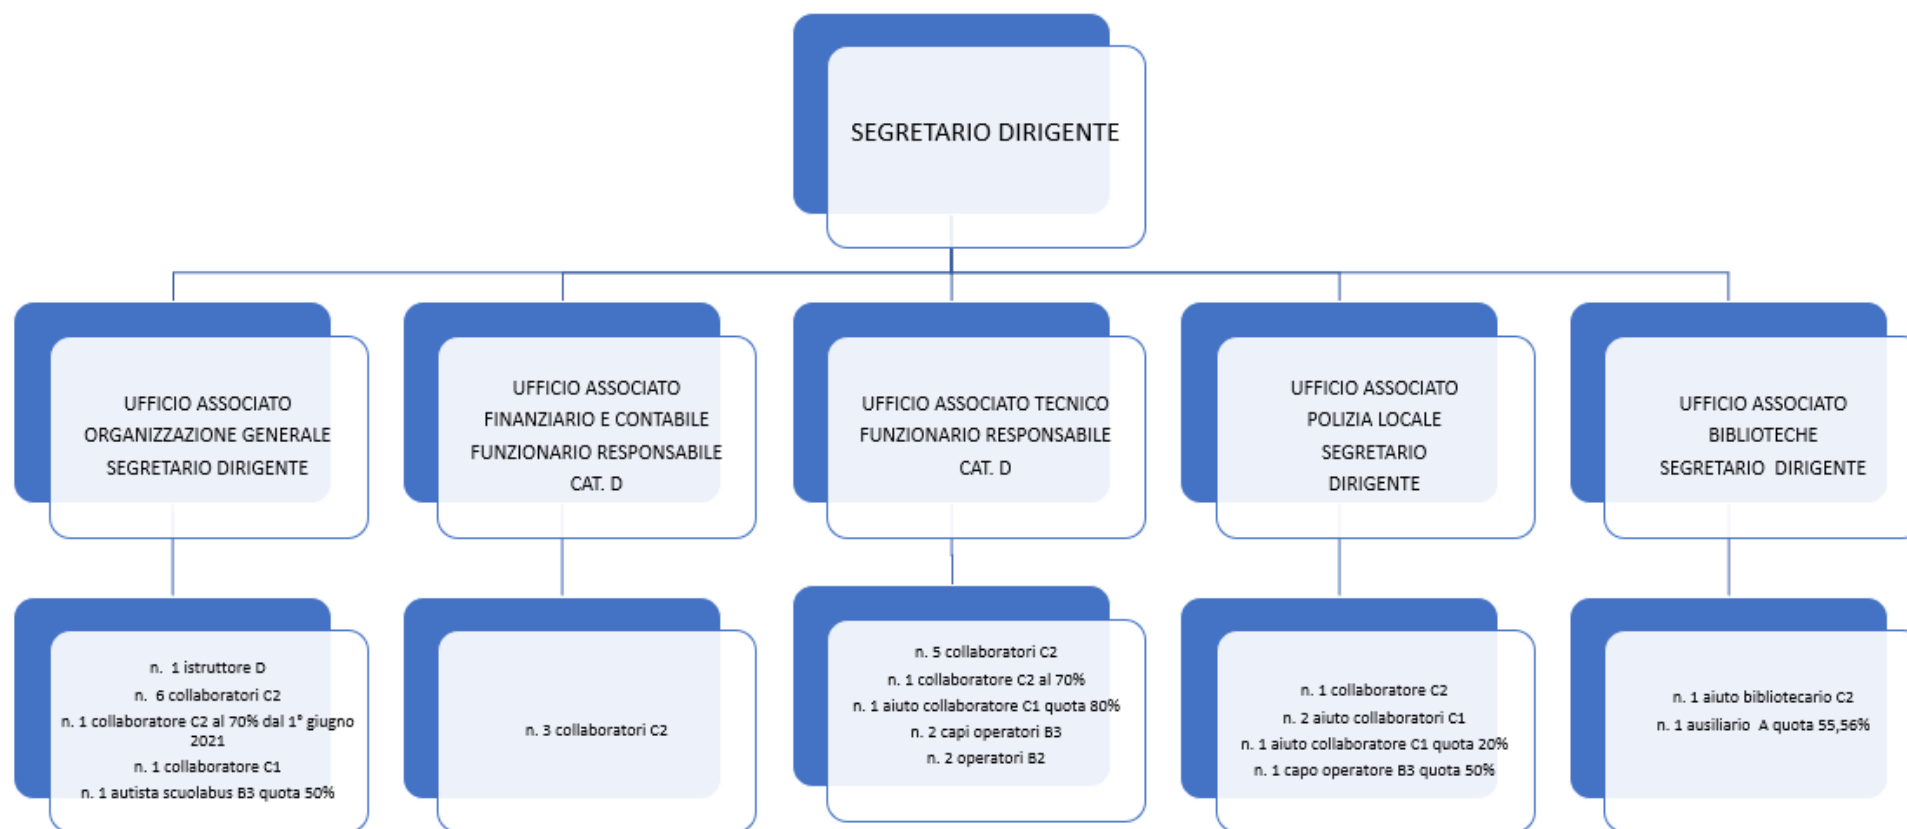 SEGRETARIO DIRIGENTE
UFFICIO ASSOCIATO
ORGANIZZAZIONE GENERALE
SEGRETARIO DIRIGENTE
UFFICIO ASSOCIATO
FINANZIARIO E CONTABILE
FUNZIONARIO RESPONSABILE
CAT. D
UFFICIO ASSOCIATO TECNICO
FUNZIONARIO RESPONSABILE
CAT. D
UFFICIO ASSOCIATO
POLIZIA LOCALE
SEGRETARIO
DIRIGENTE
UFFICIO ASSOCIATO
BIBLIOTECHE
SEGRETARIO DIRIGENTE
n. 1 istruttore D
n. 6 collaboratori C2
n. 1 collaboratore C2 al 70% dal 1° giugno
2021
n. 1 collaboratore C1
n. 1 autista scuolabus B3 quota 50%
n. 3 collaboratori C2
n. 5 collaboratori C2
n. 1 collaboratore C2 al 70%
n. 1 aiuto collaboratore C1 quota 80%
n. 2 capi operatori B3
n. 2 operatori B2
n. 1 collaboratore C2
n. 2 aiuto collaboratori C1
n. 1 aiuto collaboratore C1 quota 20%
n. 1 capo operatore B3 quota 50%
n. 1 aiuto bibliotecario C2
n. 1 ausiliario A quota 55,56%